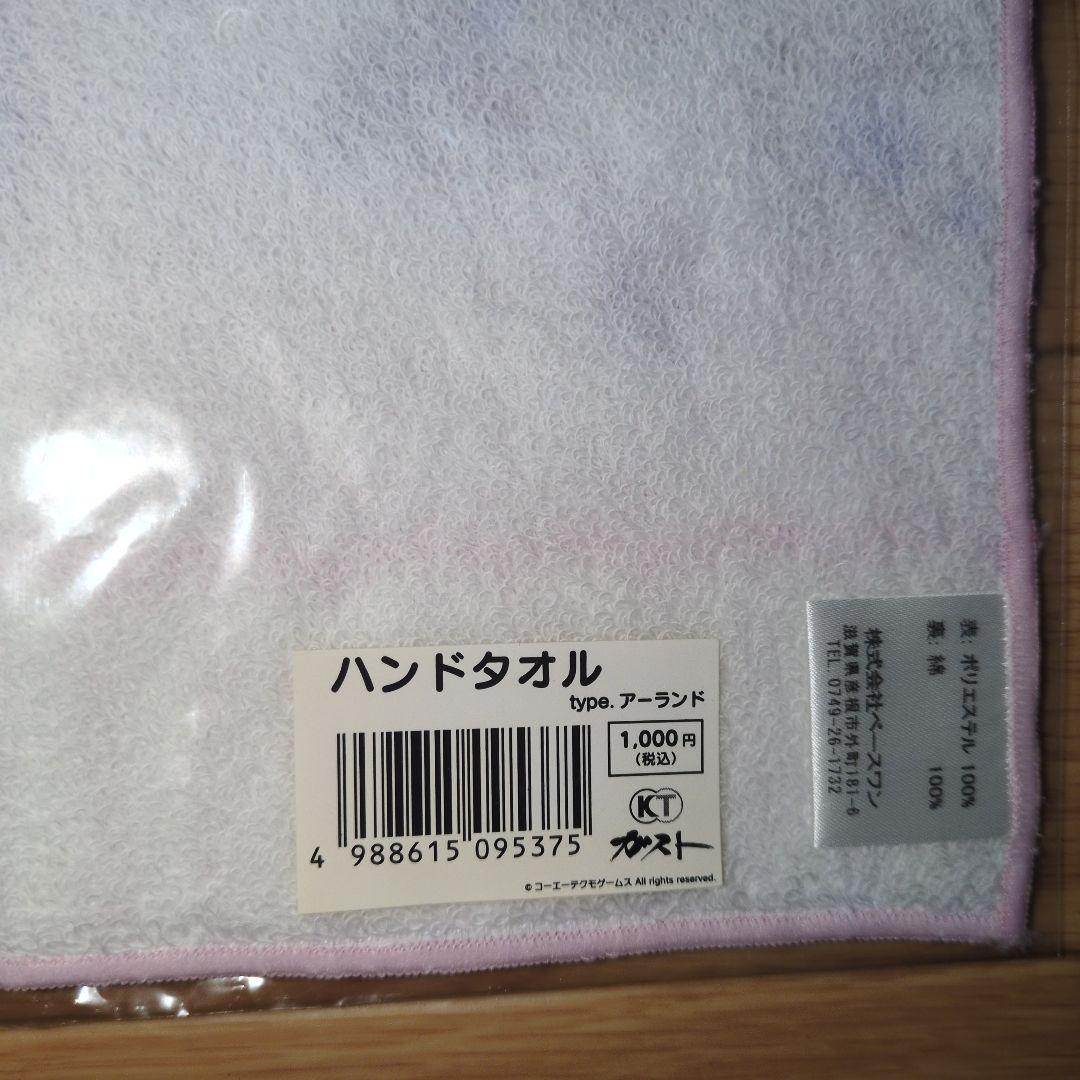 ハンドタオル
type. アーランド
1,000円
（税込）
KT
ガスト
4 988615 095375
© コーエーテクモゲームス All rights reserved.
表: ポリエステル 100%
裏: 綿 100%
株式会社ベースワン
滋賀県彦根市外町181-6
TEL. 0749-26-1732